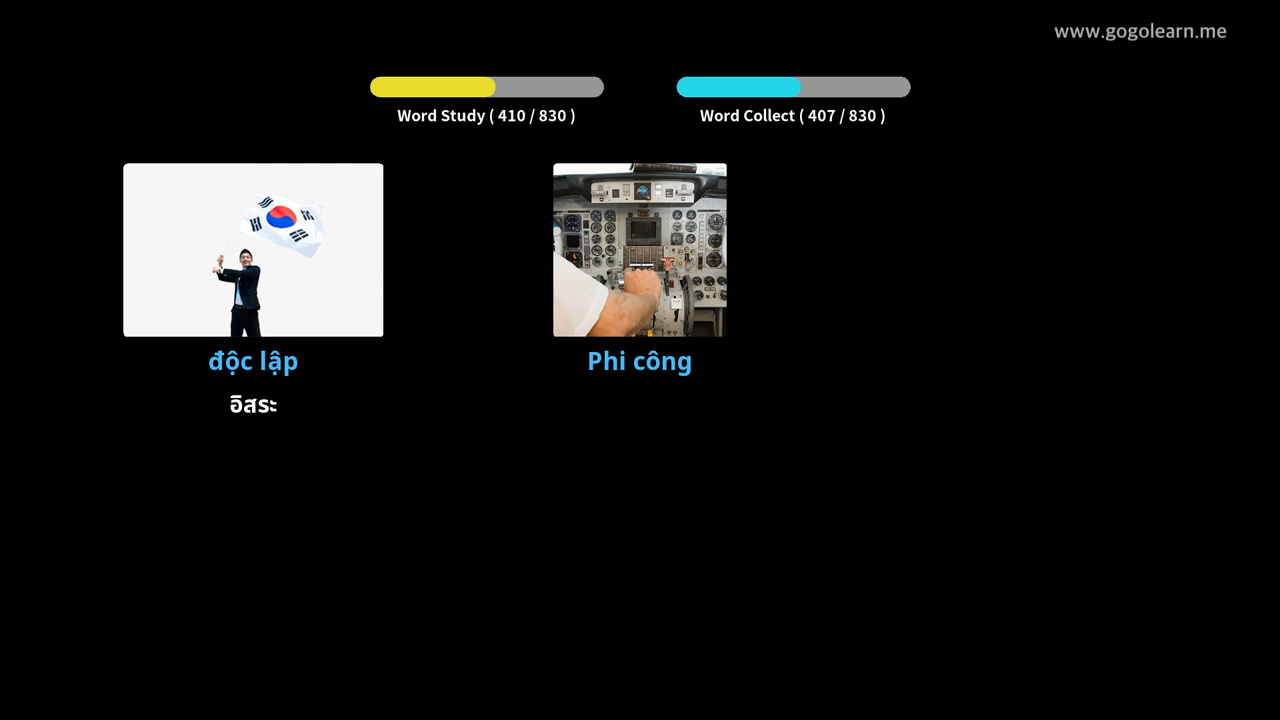 www.gogolearn.me
Word Study ( 410 / 830 )
Word Collect ( 407 / 830 )
độc lập
Phi công
อิสระ